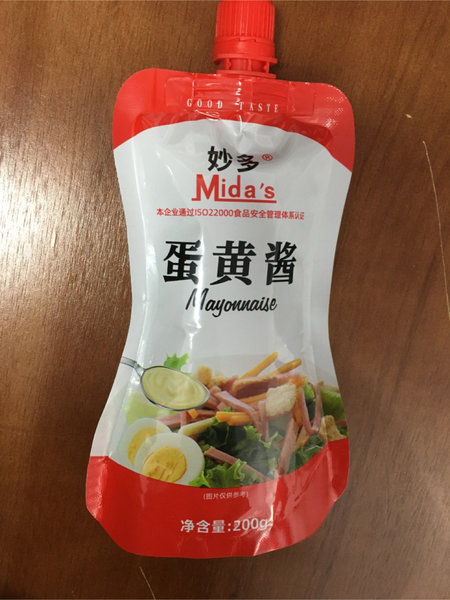 GOOD TASTE
妙多®
Mida's
本企业通过ISO22000食品安全管理体系认证
蛋黄酱
Mayonnaise
(图片仅供参考)
净含量:200g